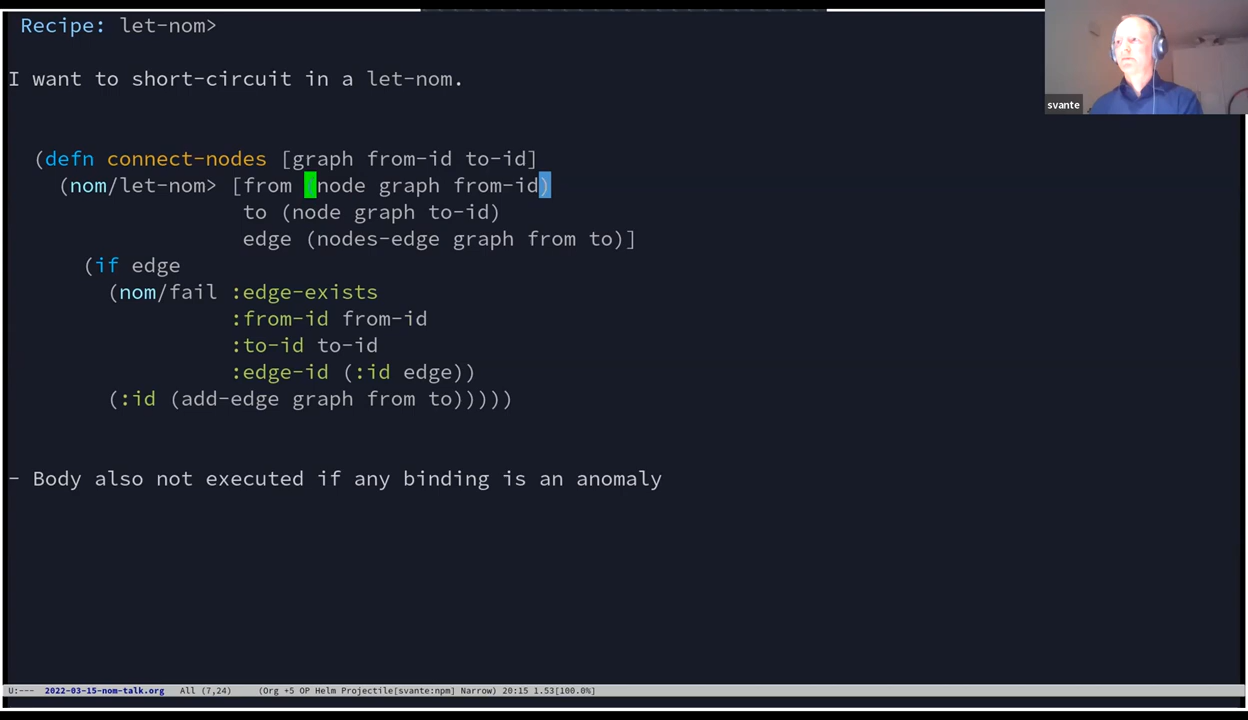 Recipe: let-nom>
I want to short-circuit in a let-nom.
svante
(defn connect-nodes [graph from-id to-id]
(nom/let-nom> [from (node graph from-id)
to (node graph to-id)
edge (nodes-edge graph from to)]
(if edge
(nom/fail :edge-exists
:from-id from-id
:to-id to-id
:edge-id (:id edge))
(:id (add-edge graph from to)))))
- Body also not executed if any binding is an anomaly
U:--- 2022-03-15-nom-talk.org All (7,24) (Org +5 OP Helm Projectile[svante:npm] Narrow) 20:15 1.53[100.0%]